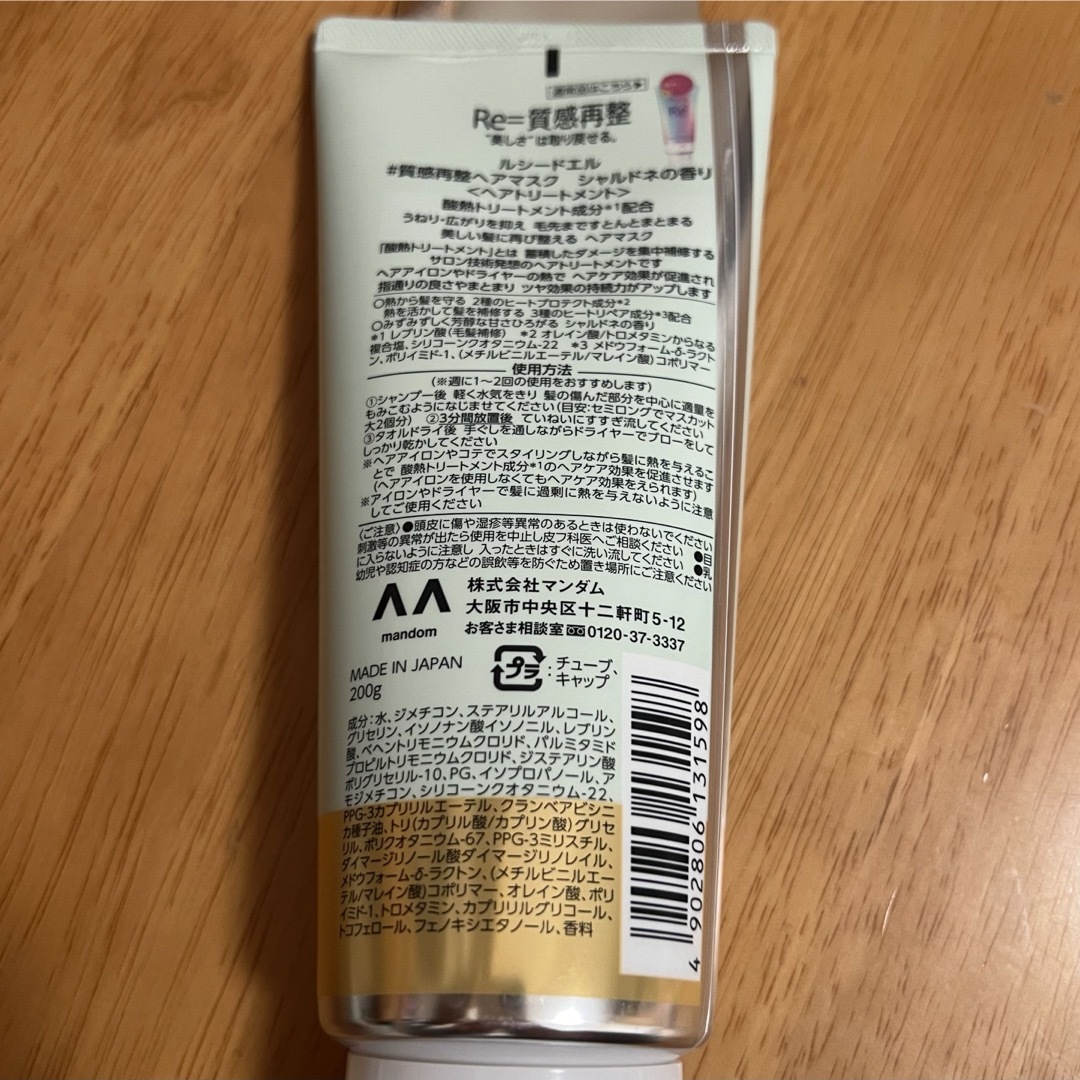 通常品はこちら
Re=質感再整
“美しさ”は取り戻せる。
ルシードエル
#質感再整ヘアマスク シャルドネの香り
<ヘアトリートメント>
酸熱トリートメント成分*1配合
うねり・広がりを抑え 毛先まですとんとまとまる
美しい髪に再び整える ヘアマスク
「酸熱トリートメント」とは 蓄積したダメージを集中補修する
サロン技術発想のヘアトリートメントです
ヘアアイロンやドライヤーの熱で ヘアケア効果が促進され
指通りの良さやまとまり ツヤ効果の持続力がアップします
○熱から髪を守る 2種のヒートプロテクト成分*2
熱を活かして髪を補修する 3種のヒートリペア成分*3配合
○みずみずしく芳醇な甘さひろがる シャルドネの香り
*1 レブリン酸(毛髪補修) *2 オレイン酸/トロメタミンからなる
複合塩、シリコーンクオタニウム-22 *3 メドウフォーム-δ-ラクト
ン、ポリイミド-1、(メチルビニルエーテル/マレイン酸)コポリマー
使用方法
(※週に1～2回の使用をおすすめします)
①シャンプー後 軽く水気をきり 髪の傷んだ部分を中心に適量を
もみこむようになじませてください(目安:セミロングでマスカット
大2個分) ②3分間放置後 ていねいにすすぎ流してください
③タオルドライ後 手ぐしを通しながらドライヤーでブローをして
しっかり乾かしてください
※ヘアアイロンやコテでスタイリングしながら髪に熱を与えるこ
とで 酸熱トリートメント成分*1のヘアケア効果を促進させます
(ヘアアイロンを使用しなくてもヘアケア効果をえられます)
※アイロンやドライヤーで髪に過剰に熱を与えないように注意
してご使用ください
〈ご注意〉●頭皮に傷や湿疹等異常のあるときは使わないでください
刺激等の異常が出たら使用を中止し皮フ科医へご相談ください ●目
に入らないように注意し 入ったときはすぐに洗い流してください ●乳
幼児や認知症の方などの誤飲等を防ぐため置き場所にご注意ください
株式会社マンダム
大阪市中央区十二軒町5-12
お客さま相談室 0120-37-3337
mandom
MADE IN JAPAN
200g
プラ
:チューブ、
キャップ
成分:水、ジメチコン、ステアリルアルコール、
グリセリン、イソノナン酸イソノニル、レブリン
酸、ベヘントリモニウムクロリド、パルミタミド
プロピルトリモニウムクロリド、ジステアリン酸
ポリグリセリル-10、PG、イソプロパノール、ア
モジメチコン、シリコーンクオタニウム-22、
PPG-3カプリリルエーテル、クランベアビシニ
カ種子油、トリ(カプリル酸/カプリン酸)グリセ
リル、ポリクオタニウム-67、PPG-3ミリスチル、
ダイマージリノール酸ダイマージリノレイル、
メドウフォーム-δ-ラクトン、(メチルビニルエー
テル/マレイン酸)コポリマー、オレイン酸、ポリ
イミド-1、トロメタミン、カプリリルグリコール、
トコフェロール、フェノキシエタノール、香料
4 902806 131598